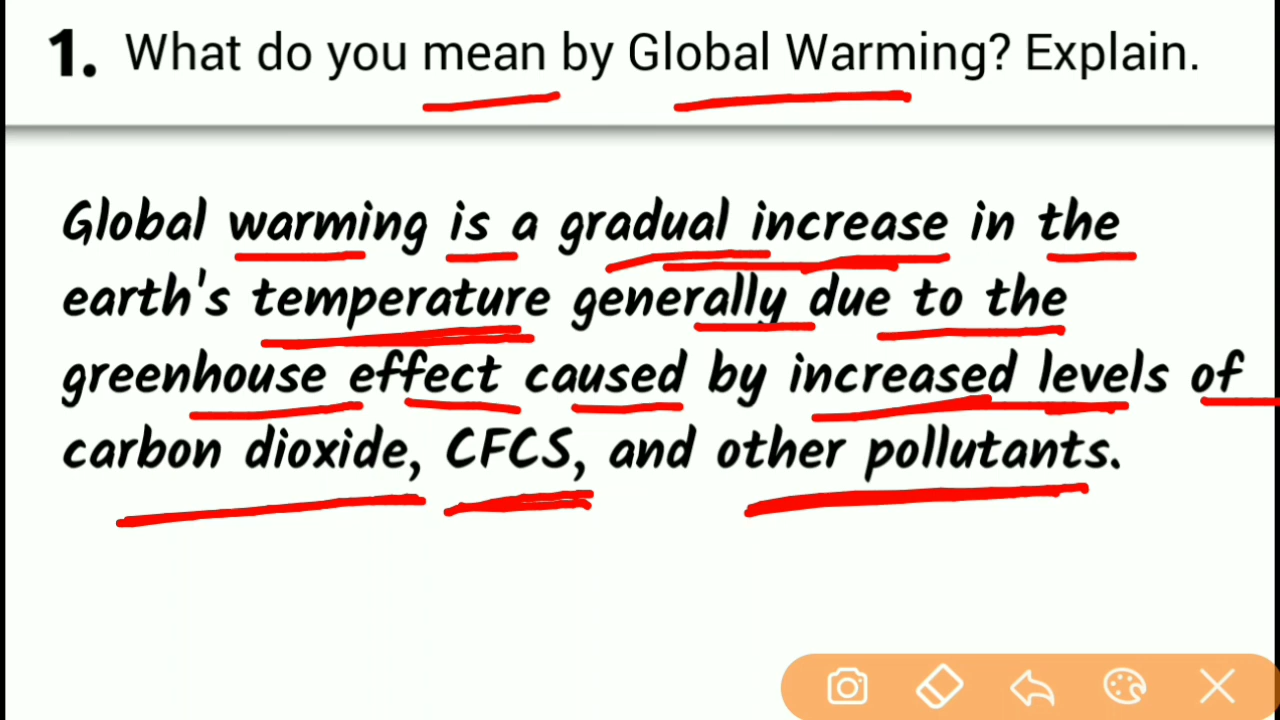 1. What do you mean by Global Warming? Explain.
Global warming is a gradual increase in the
earth's temperature generally due to the
greenhouse effect caused by increased levels of
carbon dioxide, CFCS, and other pollutants.